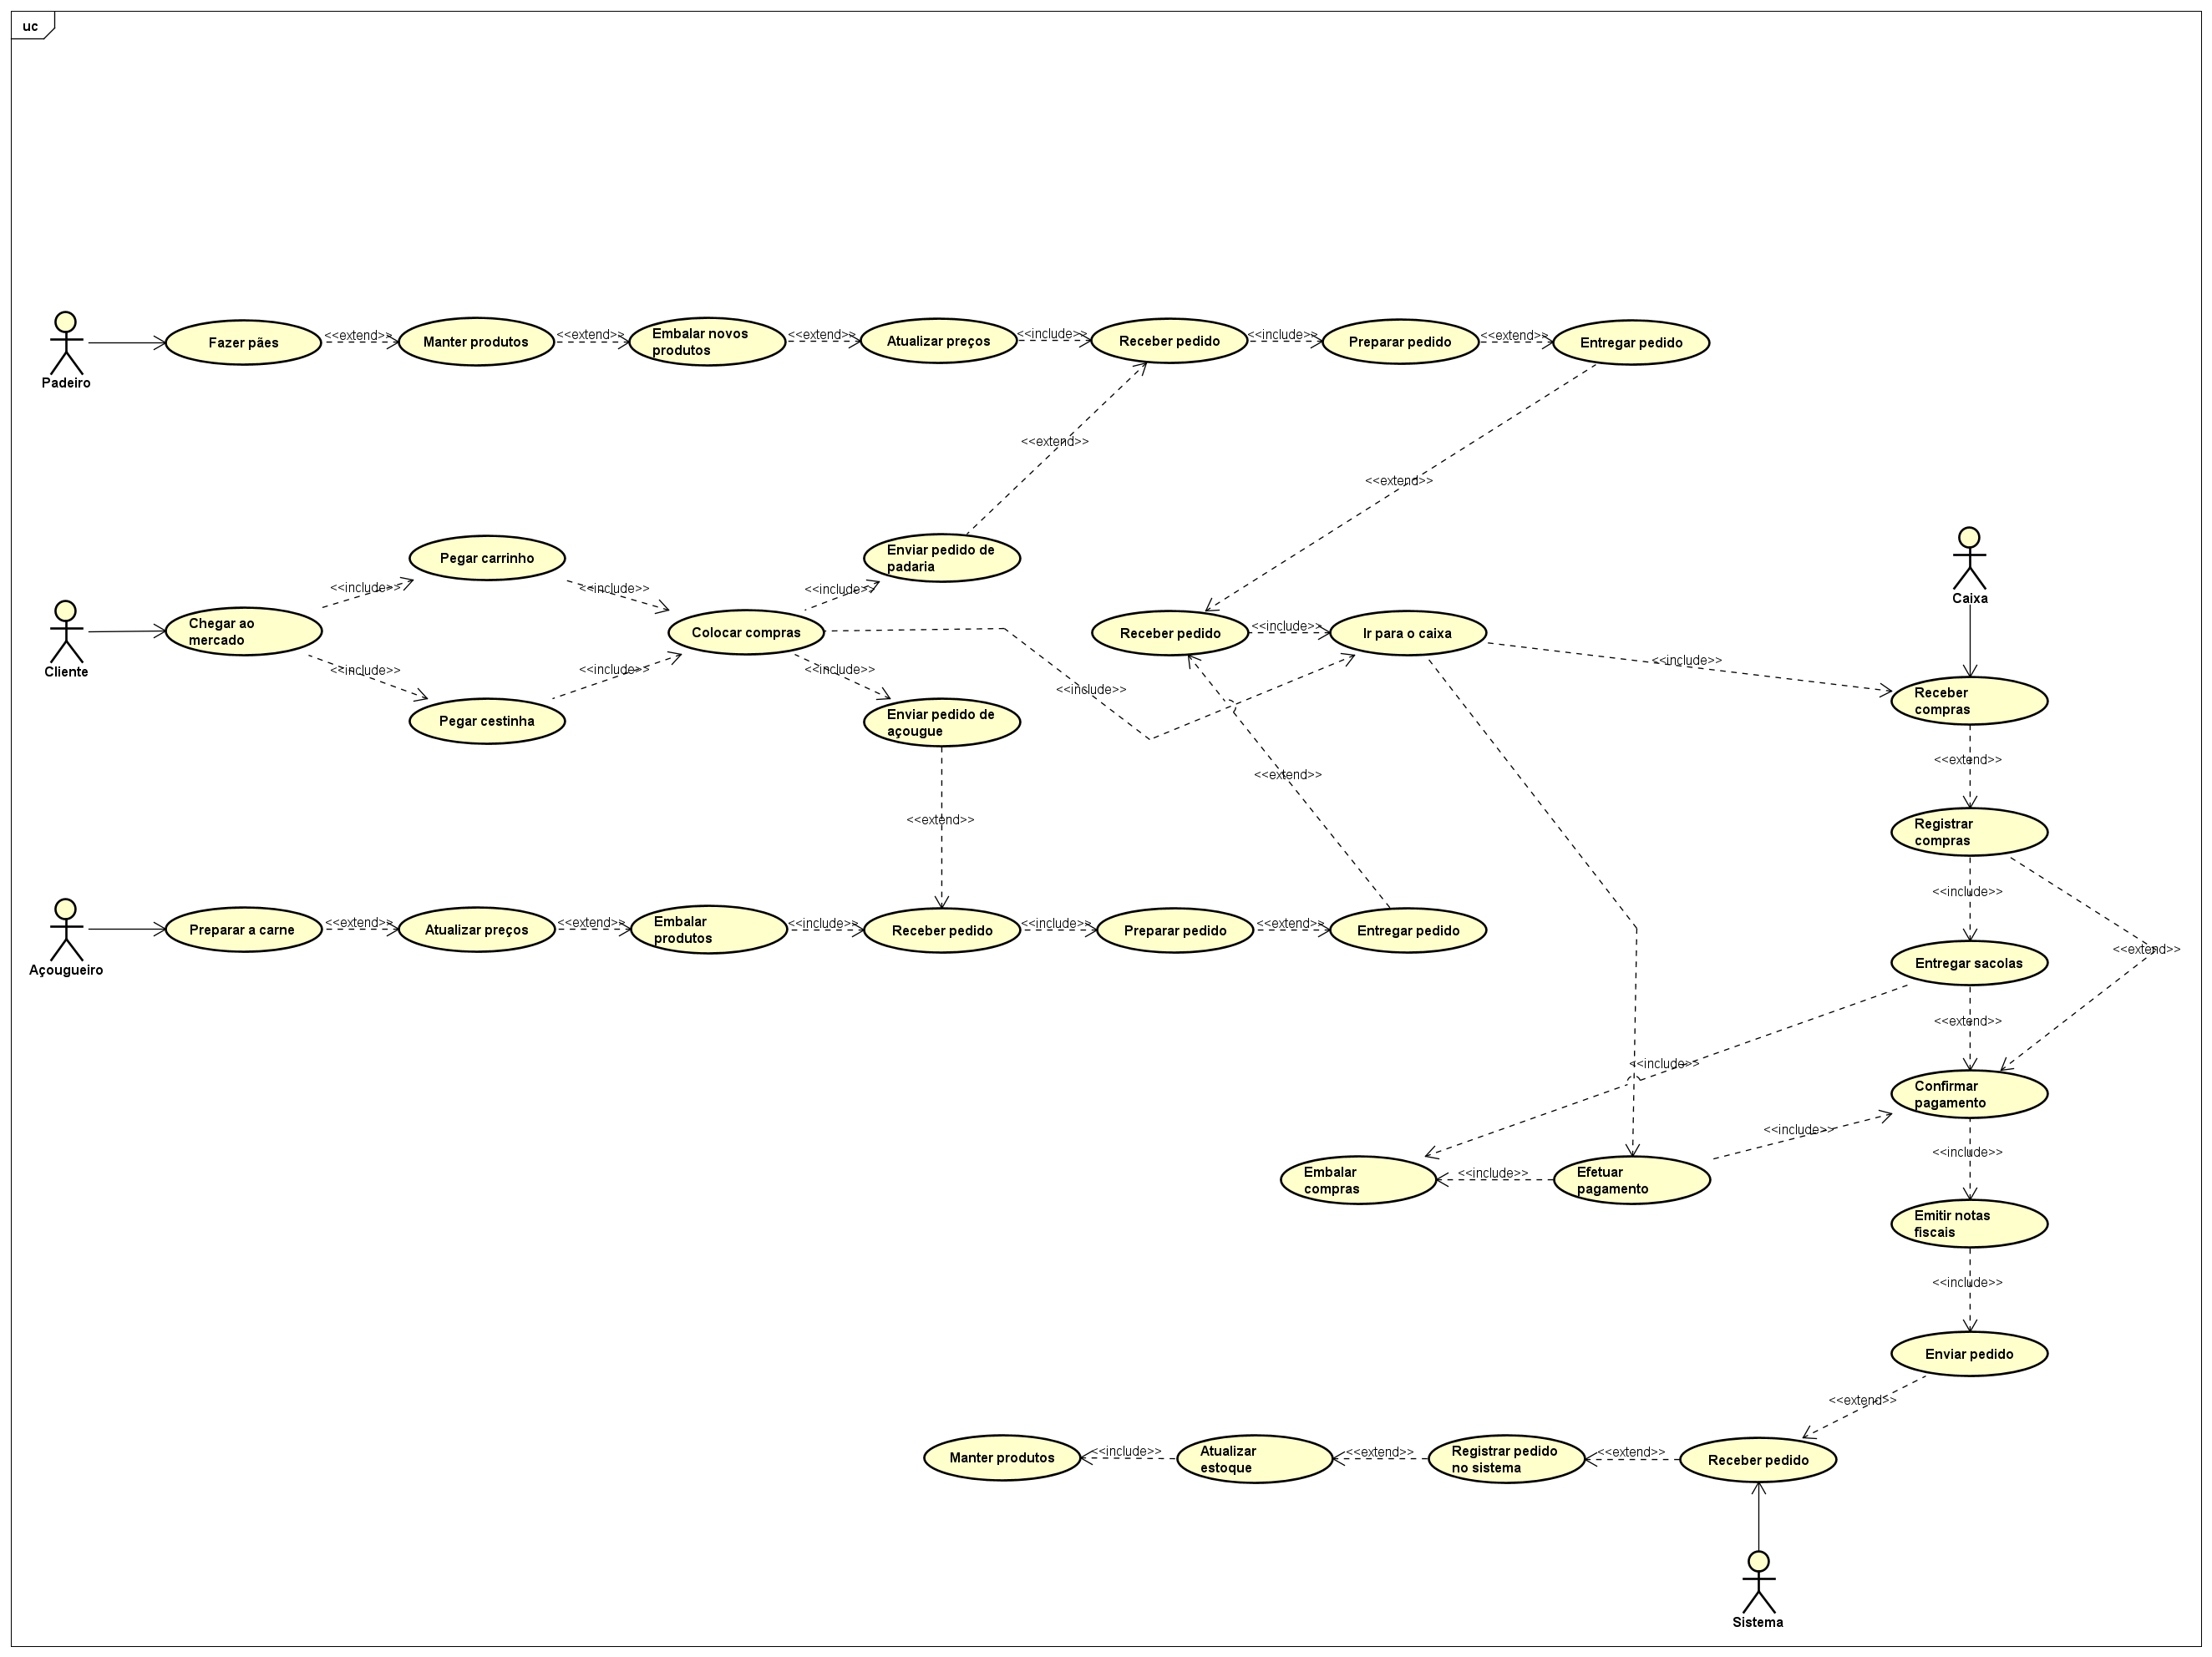 uc
<<extend>>
<<extend>>
<<extend>>
<<include>>
<<include>>
<<extend>>
Fazer pães
Manter produtos
Embalar novos
produtos
Atualizar preços
Receber pedido
Preparar pedido
Entregar pedido
Padeiro
<<extend>>
<<extend>>
Pegar carrinho
Enviar pedido de
padaria
<<include>>
<<include>>
<<include>>
Caixa
Chegar ao
mercado
Colocar compras
Receber pedido
<<include>>
Ir para o caixa
Cliente
<<include>>
<<include>>
<<include>>
<<include>>
<<include>>
Receber
compras
Pegar cestinha
Enviar pedido de
açougue
<<extend>>
<<extend>>
<<extend>>
Registrar
compras
<<include>>
<<extend>>
<<extend>>
<<include>>
<<include>>
<<extend>>
Preparar a carne
Atualizar preços
Embalar
produtos
Receber pedido
Preparar pedido
Entregar pedido
Açougueiro
<<extend>>
Entregar sacolas
<<extend>>
<<include>>
Confirmar
pagamento
<<include>>
<<include>>
Embalar
compras
<<include>>
Efetuar
pagamento
Emitir notas
fiscais
<<include>>
Enviar pedido
<<extend>>
Manter produtos
<<include>>
Atualizar
estoque
<<extend>>
Registrar pedido
no sistema
<<extend>>
Receber pedido
Sistema